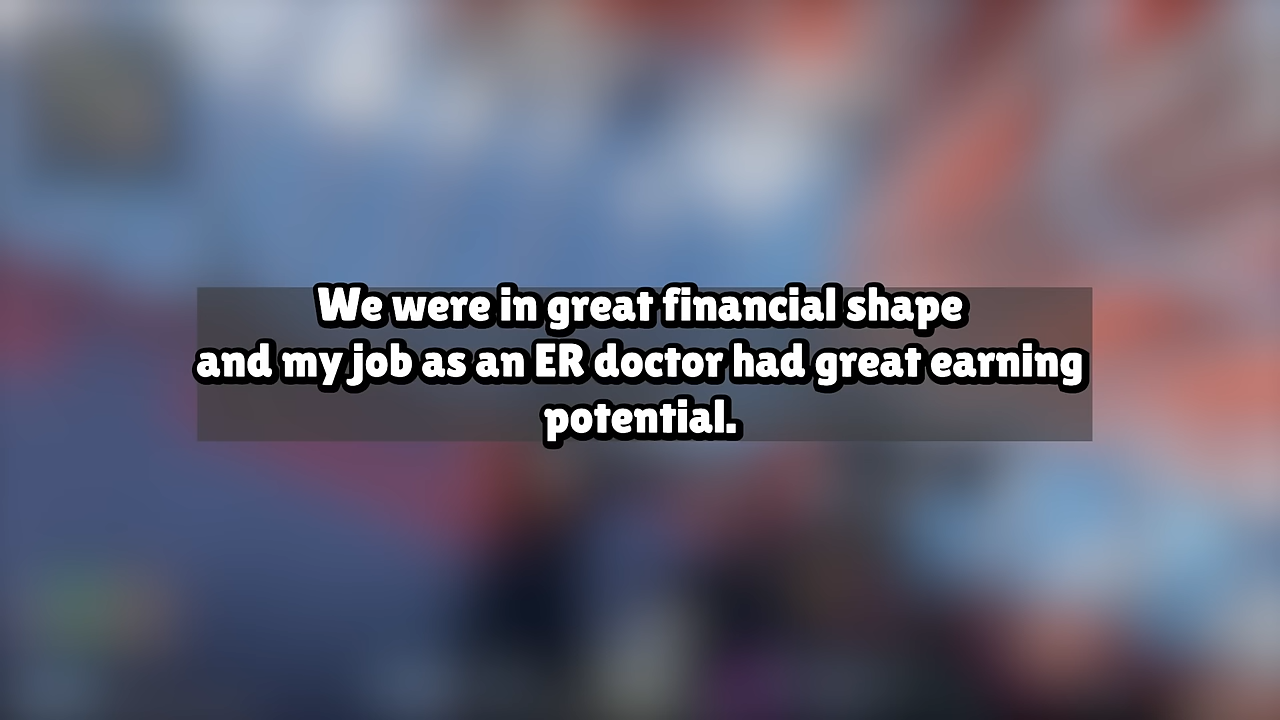 We were in great financial shape
and my job as an ER doctor had great earning
potential.